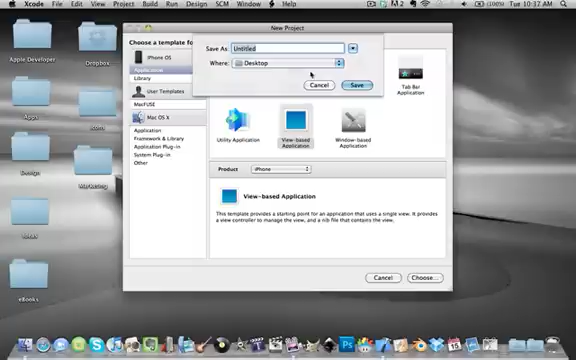 Xcode File Edit View Project Build Run Design SCM Window Help
M 2
10:37 AM
New Project
Choose a template for
Save As: Untitled
Where: Desktop
Cancel Save
iPhone OS
Application
Library
User Templates
MacFUSE
Mac OS X
Application
Framework & Library
Application Plug-in
System Plug-in
Other
Tab Bar
Application
Utility Application
View-based
Application
Window-based
Application
Product iPhone
View-based Application
This template provides a starting point for an application that uses a single view. It provides
a view controller to manage the view, and a nib file that contains the view.
Cancel Choose...
Apple Developer
Dropbox
Apps
Icons
Design
Marketing
Ideas
eBooks